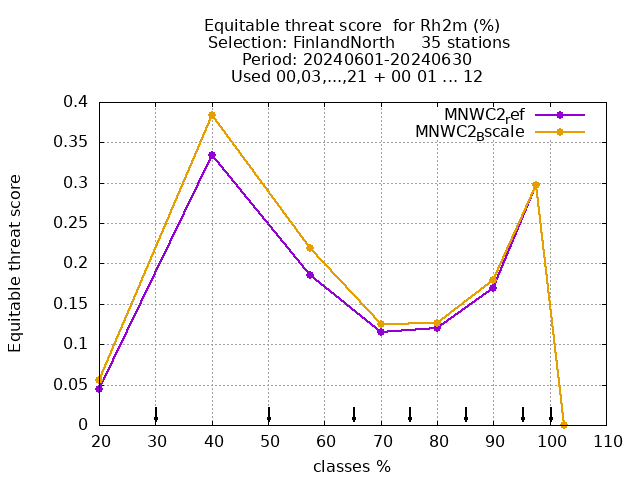 Equitable threat score  for Rh2m (%)
Selection: FinlandNorth     35 stations
Period: 20240601-20240630
Used 00,03,...,21 + 00 01 ... 12
MNWC2ref
MNWC2Bscale
0.4
0.35
0.3
0.25
0.2
0.15
0.1
0.05
0
Equitable threat score
20 30 40 50 60 70 80 90 100 110
classes %